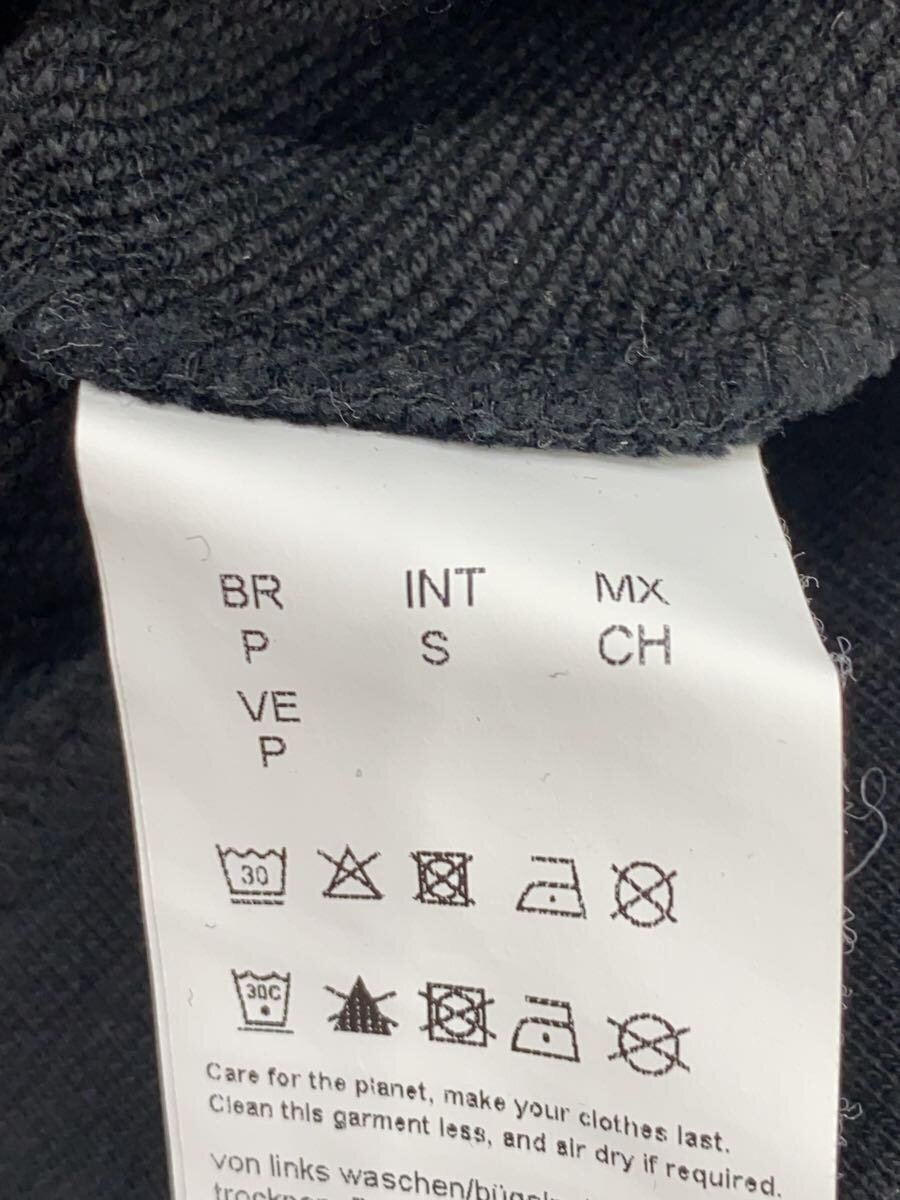 BR INT MX
P S CH
VE
P
30
30C
Care for the planet, make your clothes last.
Clean this garment less, and air dry if required.
von links waschen/